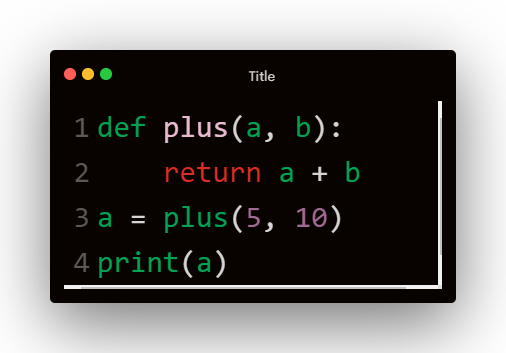 Title
1 def plus(a, b):
2     return a + b
3 a = plus(5, 10)
4 print(a)